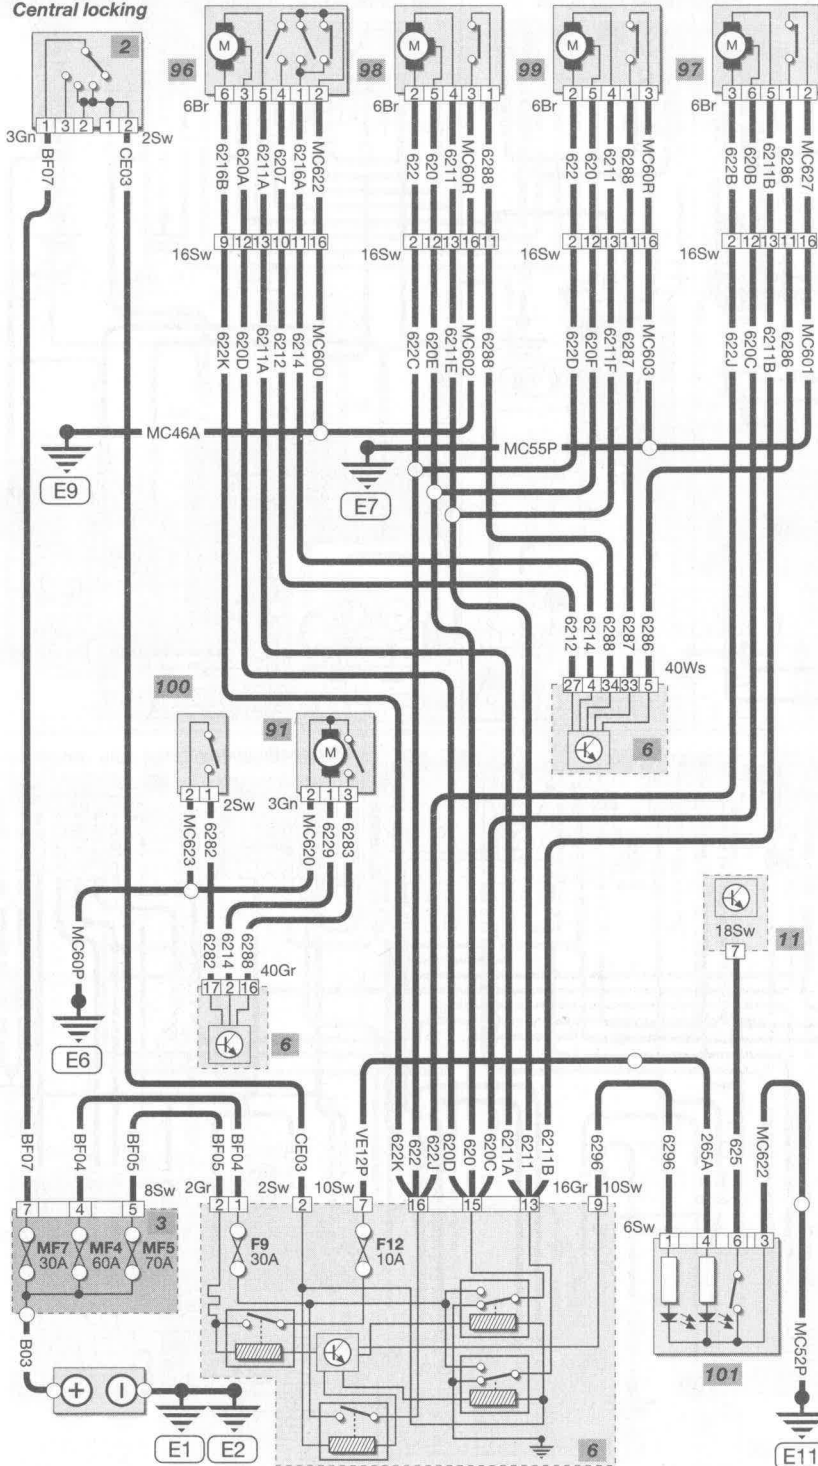 Central locking
2
96
98
99
97
M
M
M
M
1 3 2 1 2
3Gn
2Sw
6 3 5 4 1 2
6Br
2 5 4 3 1
6Br
2 5 4 1 3
6Br
3 6 5 1 2
6Br
BF07
CE03
6216B
620A
6211A
6207
6216A
MC622
622
620
6211
MC60R
6288
622
620
6211
6288
MC60R
622B
620B
6211B
6286
MC627
16Sw
9 12 13 10 11 16
16Sw
2 12 13 16 11
16Sw
2 12 13 11 16
16Sw
2 12 13 11 16
622K
620D
6211A
6212
6214
MC600
622C
620E
6211E
MC602
6288
622D
620F
6211F
6287
MC603
622J
620C
6211B
6286
MC601
MC46A
E9
MC55P
E7
6212
6214
6288
6287
6286
27 4 34 33 5
40Ws
6
100
91
M
2 1
2Sw
3Gn
2 1 3
MC623
6282
MC620
6229
6283
MC60P
E6
6282
6214
6288
17 2 16
40Gr
6
18Sw
11
7
BF07
BF04
BF05
BF05
BF04
CE03
VE12P
622K
622
622J
620D
620
620C
6211A
6211
6211B
6296
6296
265A
625
MC622
7 4 5
8Sw
2Gr
2 1
2Sw
2
10Sw
7
16
15
13
16Gr
9
10Sw
6Sw
1 4 6 3
3
MF7
30A
MF4
60A
MF5
70A
F9
30A
F12
10A
B03
+ −
E1
E2
6
101
MC52P
E11